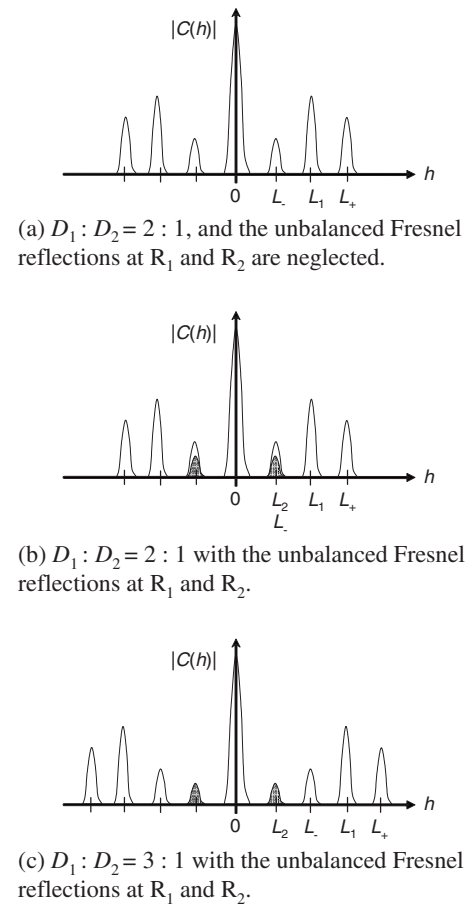 |C(h)|
h
0 L₋ L₁ L₊
(a) D₁ : D₂ = 2 : 1, and the unbalanced Fresnel
reflections at R₁ and R₂ are neglected.
|C(h)|
h
0 L₂ L₁ L₊
L₋
(b) D₁ : D₂ = 2 : 1 with the unbalanced Fresnel
reflections at R₁ and R₂.
|C(h)|
h
0 L₂ L₋ L₁ L₊
(c) D₁ : D₂ = 3 : 1 with the unbalanced Fresnel
reflections at R₁ and R₂.